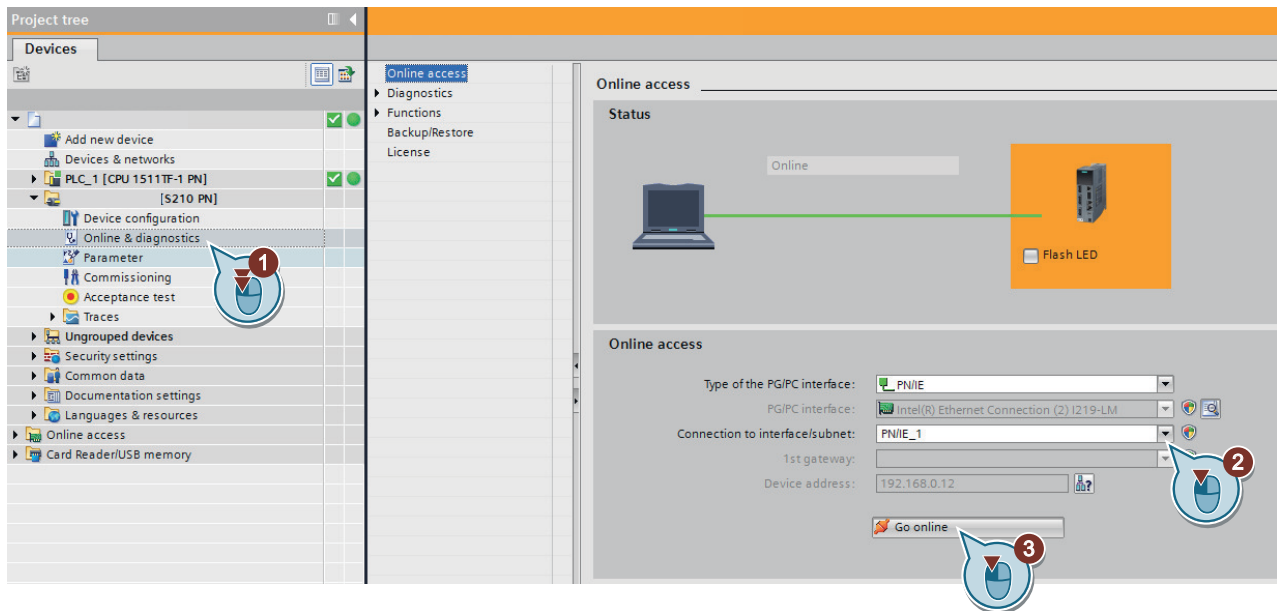 Project tree
Devices
Add new device
Devices & networks
PLC_1 [CPU 1511TF-1 PN]
[S210 PN]
Device configuration
Online & diagnostics
Parameter
Commissioning
Acceptance test
Traces
Ungrouped devices
Security settings
Common data
Documentation settings
Languages & resources
Online access
Card Reader/USB memory
1
Online access
Diagnostics
Functions
Backup/Restore
License
Online access
Status
Online
Flash LED
Online access
Type of the PG/PC interface: PN/IE
PG/PC interface: Intel(R) Ethernet Connection (2) I219-LM
Connection to interface/subnet: PN/IE_1
1st gateway:
Device address: 192.168.0.12
?
2
Go online
3